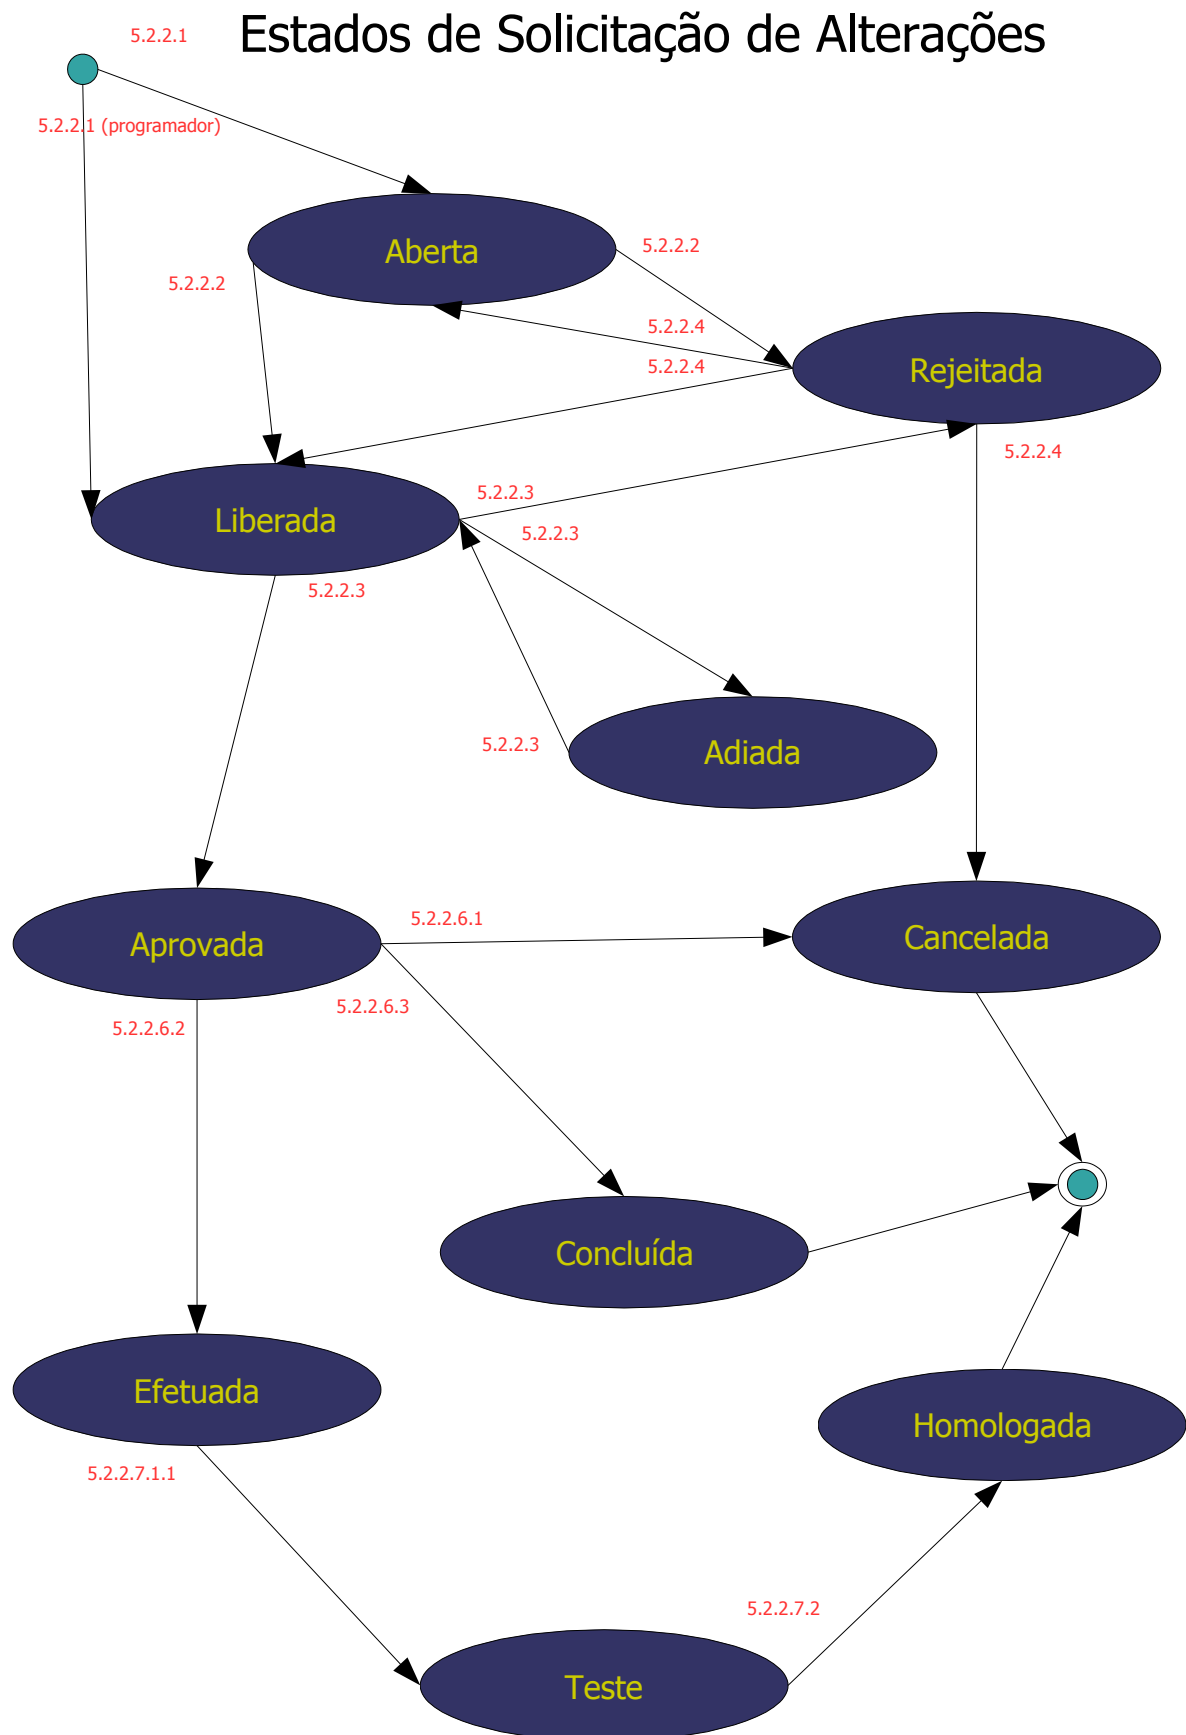 5.2.2.1
Estados de Solicitação de Alterações
5.2.2.1 (programador)
Aberta
5.2.2.2
5.2.2.2
5.2.2.4
5.2.2.4
Rejeitada
5.2.2.4
5.2.2.3
Liberada
5.2.2.3
5.2.2.3
5.2.2.3
Adiada
5.2.2.6.1
Aprovada
Cancelada
5.2.2.6.3
5.2.2.6.2
Concluída
Efetuada
Homologada
5.2.2.7.1.1
5.2.2.7.2
Teste